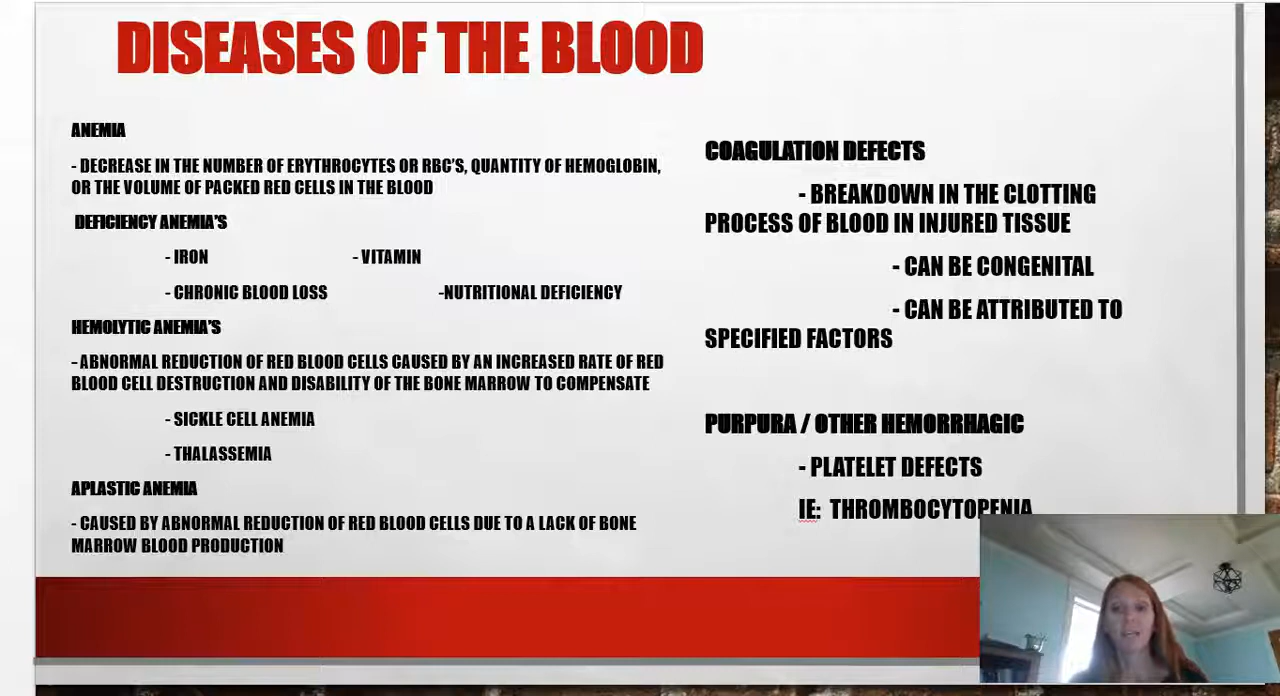 DISEASES OF THE BLOOD
ANEMIA
- DECREASE IN THE NUMBER OF ERYTHROCYTES OR RBC'S, QUANTITY OF HEMOGLOBIN,
OR THE VOLUME OF PACKED RED CELLS IN THE BLOOD
DEFICIENCY ANEMIA'S
- IRON - VITAMIN
- CHRONIC BLOOD LOSS -NUTRITIONAL DEFICIENCY
HEMOLYTIC ANEMIA'S
- ABNORMAL REDUCTION OF RED BLOOD CELLS CAUSED BY AN INCREASED RATE OF RED
BLOOD CELL DESTRUCTION AND DISABILITY OF THE BONE MARROW TO COMPENSATE
- SICKLE CELL ANEMIA
- THALASSEMIA
APLASTIC ANEMIA
- CAUSED BY ABNORMAL REDUCTION OF RED BLOOD CELLS DUE TO A LACK OF BONE
MARROW BLOOD PRODUCTION
COAGULATION DEFECTS
- BREAKDOWN IN THE CLOTTING
PROCESS OF BLOOD IN INJURED TISSUE
- CAN BE CONGENITAL
- CAN BE ATTRIBUTED TO
SPECIFIED FACTORS
PURPURA / OTHER HEMORRHAGIC
- PLATELET DEFECTS
IE: THROMBOCYTOPENIA